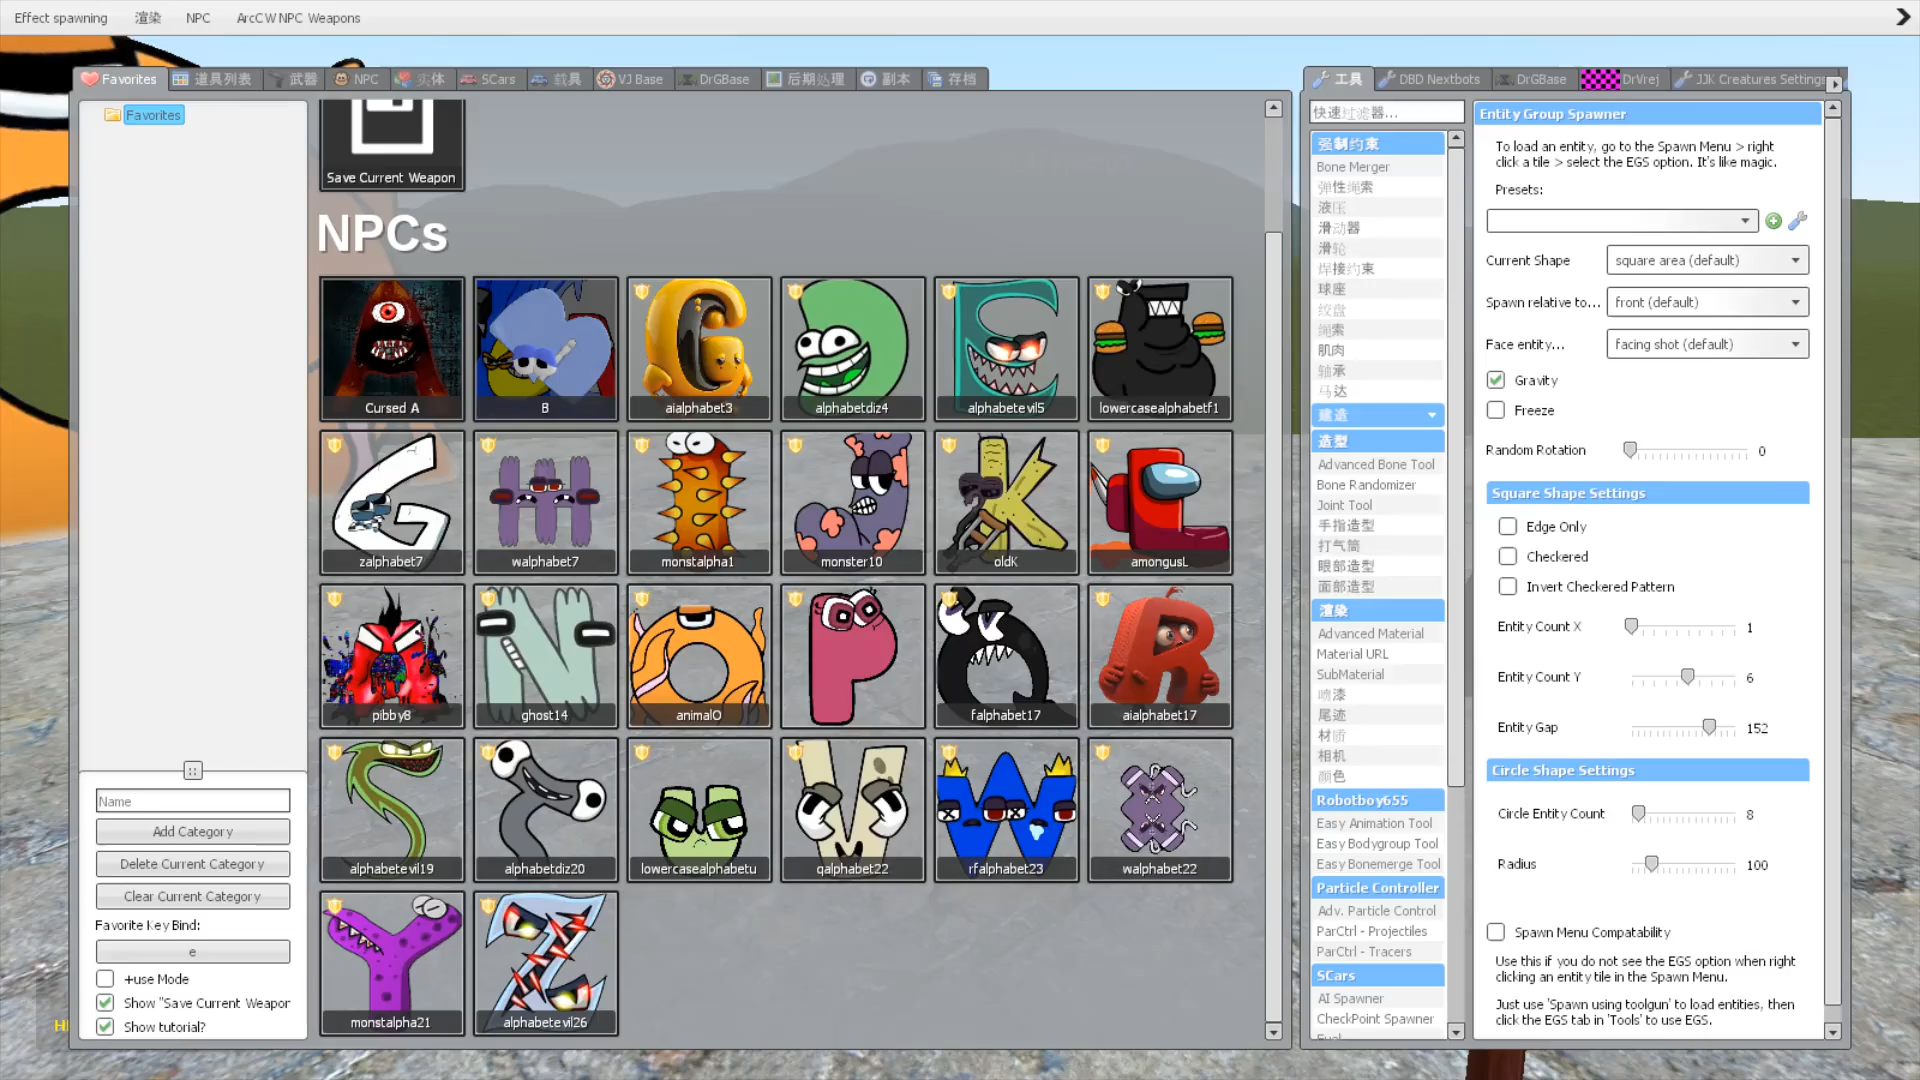 Effect spawning 渲染 NPC ArcCW NPC Weapons
Favorites 道具列表 武器 NPC 实体 SCars 载具 VJ Base DrGBase 后期处理 副本 存档
Favorites
Save Current Weapon
NPCs
Cursed A B aialphabet3 alphabetdiz4 alphabetevil5 lowercasealphabetf1
zalphabet7 walphabet7 monstalpha1 monster10 oldK amongusL
pibby8 ghost14 animalO falphabet17 aialphabet17
alphabetevil19 alphabetdiz20 lowercasealphabetu qalphabet22 rfalphabet23 walphabet22
monstalpha21 alphabetevil26
Name
Add Category
Delete Current Category
Clear Current Category
Favorite Key Bind:
e
+use Mode
Show "Save Current Weapon
Show tutorial?
工具 DBD Nextbots DrGBase DrVrej JJK Creatures Settings
快速过滤器...
强制约束
Bone Merger
弹性绳索
液压
滑动器
滑轮
焊接约束
球座
绞盘
绳索
肌肉
轴承
马达
建造
造型
Advanced Bone Tool
Bone Randomizer
Joint Tool
手指造型
打气筒
眼部造型
面部造型
渲染
Advanced Material
Material URL
SubMaterial
喷漆
尾迹
材质
相机
颜色
Robotboy655
Easy Animation Tool
Easy Bodygroup Tool
Easy Bonemerge Tool
Particle Controller
Adv. Particle Control
ParCtrl - Projectiles
ParCtrl - Tracers
SCars
AI Spawner
CheckPoint Spawner
Entity Group Spawner
To load an entity, go to the Spawn Menu > right
click a tile > select the EGS option. It's like magic.
Presets:
Current Shape square area (default)
Spawn relative to... front (default)
Face entity... facing shot (default)
Gravity
Freeze
Random Rotation 0
Square Shape Settings
Edge Only
Checkered
Invert Checkered Pattern
Entity Count X 1
Entity Count Y 6
Entity Gap 152
Circle Shape Settings
Circle Entity Count 8
Radius 100
Spawn Menu Compatability
Use this if you do not see the EGS option when right
clicking an entity tile in the Spawn Menu.
Just use 'Spawn using toolgun' to load entities, then
click the EGS tab in 'Tools' to use EGS.